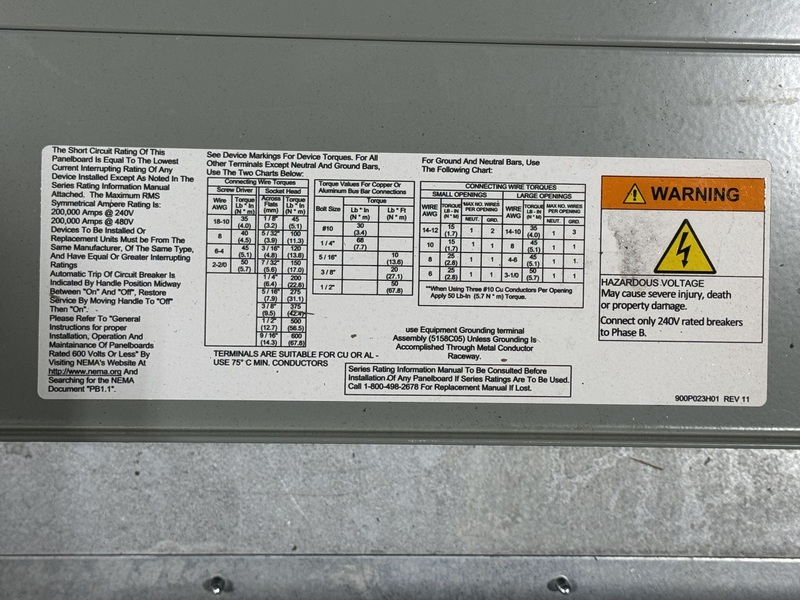 The Short Circuit Rating Of This
Panelboard Is Equal To The Lowest
Current Interrupting Rating Of Any
Device Installed Except As Noted In The
Series Rating Information Manual
Attached. The Maximum RMS
Symmetrical Ampere Rating Is:
200,000 Amps @ 240V
200,000 Amps @ 480V
Devices To Be Installed Or
Replacement Units Must Be From The
Same Manufacturer, Of The Same Type,
And Have Equal Or Greater Interrupting
Ratings
Automatic Trip Of Circuit Breaker Is
Indicated By Handle Position Midway
Between "On" And "Off", Restore
Service By Moving Handle To "Off"
Then "On".
Please Refer To "General
Instructions for proper
Installation, Operation And
Maintainance Of Panelboards
Rated 600 Volts Or Less" By
Visiting NEMA's Website At
http://www.nema.org And
Searching for the NEMA
Document "PB1.1".
See Device Markings For Device Torques. For All
Other Terminals Except Neutral And Ground Bars,
Use The Two Charts Below:
Connecting Wire Torques
Screw Driver Socket Head
Wire AWG Torque Lb * In (N * m) Across Flats (mm) Torque Lb * In (N * m)
18-10 35 (4.0) 1/8" (3.2) 45 (5.1)
8 40 (4.5) 5/32" (3.9) 100 (11.3)
6-4 45 (5.1) 3/16" (4.8) 120 (13.8)
2-2/0 50 (5.7) 7/32" (5.6) 150 (17.0)
1/4" (6.4) 200 (22.6)
5/16" (7.9) 275 (31.1)
3/8" (9.5) 375 (42.4)
1/2" (12.7) 500 (56.5)
9/16" (14.3) 600 (67.8)
Torque Values For Copper Or
Aluminum Bus Bar Connections
Bolt Size Torque
Lb * In (N * m) Lb * Ft (N * m)
#10 30 (3.4)
1/4" 68 (7.7)
5/16" 10 (13.6)
3/8" 20 (27.1)
1/2" 50 (67.8)
TERMINALS ARE SUITABLE FOR CU OR AL -
USE 75° C MIN. CONDUCTORS
For Ground And Neutral Bars, Use
The Following Chart:
CONNECTING WIRE TORQUES
SMALL OPENINGS LARGE OPENINGS
WIRE AWG TORQUE LB - IN (N * M) MAX NO. WIRES PER OPENING NEUT. GRD. WIRE AWG TORQUE LB - IN (N * M) MAX NO. WIRES PER OPENING NEUT. GRD.
14-12 15 (1.7) 1 2 14-10 35 (4.0) 1 3
10 15 (1.7) 1 1 8 45 (5.1) 1 1
8 25 (2.8) 1 1 4-6 45 (5.1) 1 1
6 25 (2.8) 1 1 3-1/0 50 (5.7) 1 1
**When Using Three #10 Cu Conductors Per Opening
Apply 50 Lb-In (5.7 N * m) Torque.
use Equipment Grounding terminal
Assembly (5158C05) Unless Grounding Is
Accomplished Through Metal Conductor
Raceway.
Series Rating Information Manual To Be Consulted Before
Installation Of Any Panelboard If Series Ratings Are To Be Used.
Call 1-800-498-2678 For Replacement Manual If Lost.
WARNING
HAZARDOUS VOLTAGE
May cause severe injury, death
or property damage.
Connect only 240V rated breakers
to Phase B.
900P023H01 REV 11